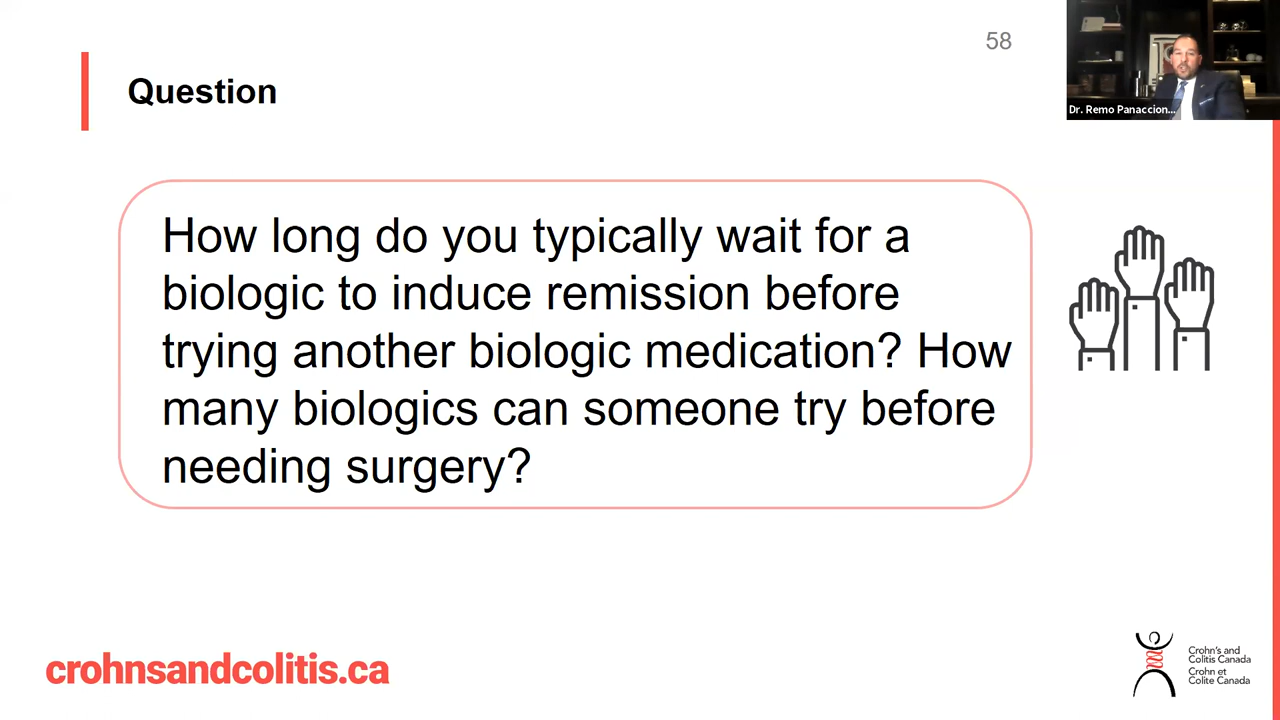 58
Question
Dr. Remo Panaccion...
How long do you typically wait for a
biologic to induce remission before
trying another biologic medication? How
many biologics can someone try before
needing surgery?
crohnsandcolitis.ca
Crohn's and
Colitis Canada
Crohn et
Colite Canada